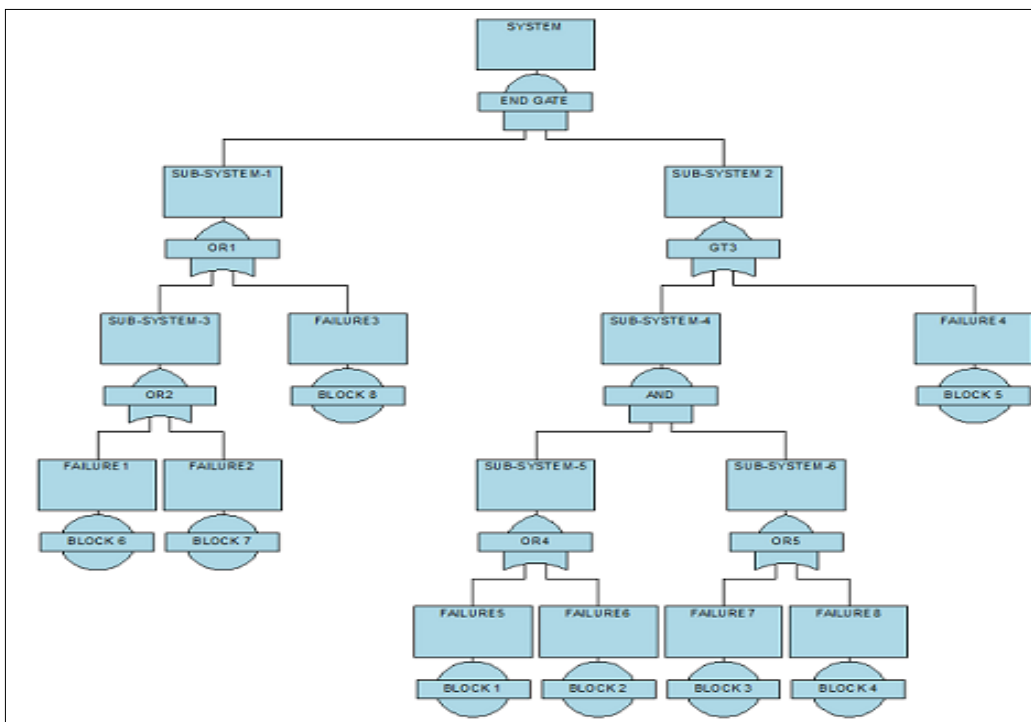 SYSTEM
END GATE
SUB-SYSTEM-1
SUB-SYSTEM 2
OR1
GT3
SUB-SYSTEM-3
FAILURE3
SUB-SYSTEM-4
FAILURE4
OR2
BLOCK 8
AND
BLOCK 5
FAILURE1
FAILURE2
SUB-SYSTEM-5
SUB-SYSTEM-6
BLOCK 6
BLOCK 7
OR4
OR5
FAILURE5
FAILURE6
FAILURE7
FAILURE8
BLOCK 1
BLOCK 2
BLOCK 3
BLOCK 4